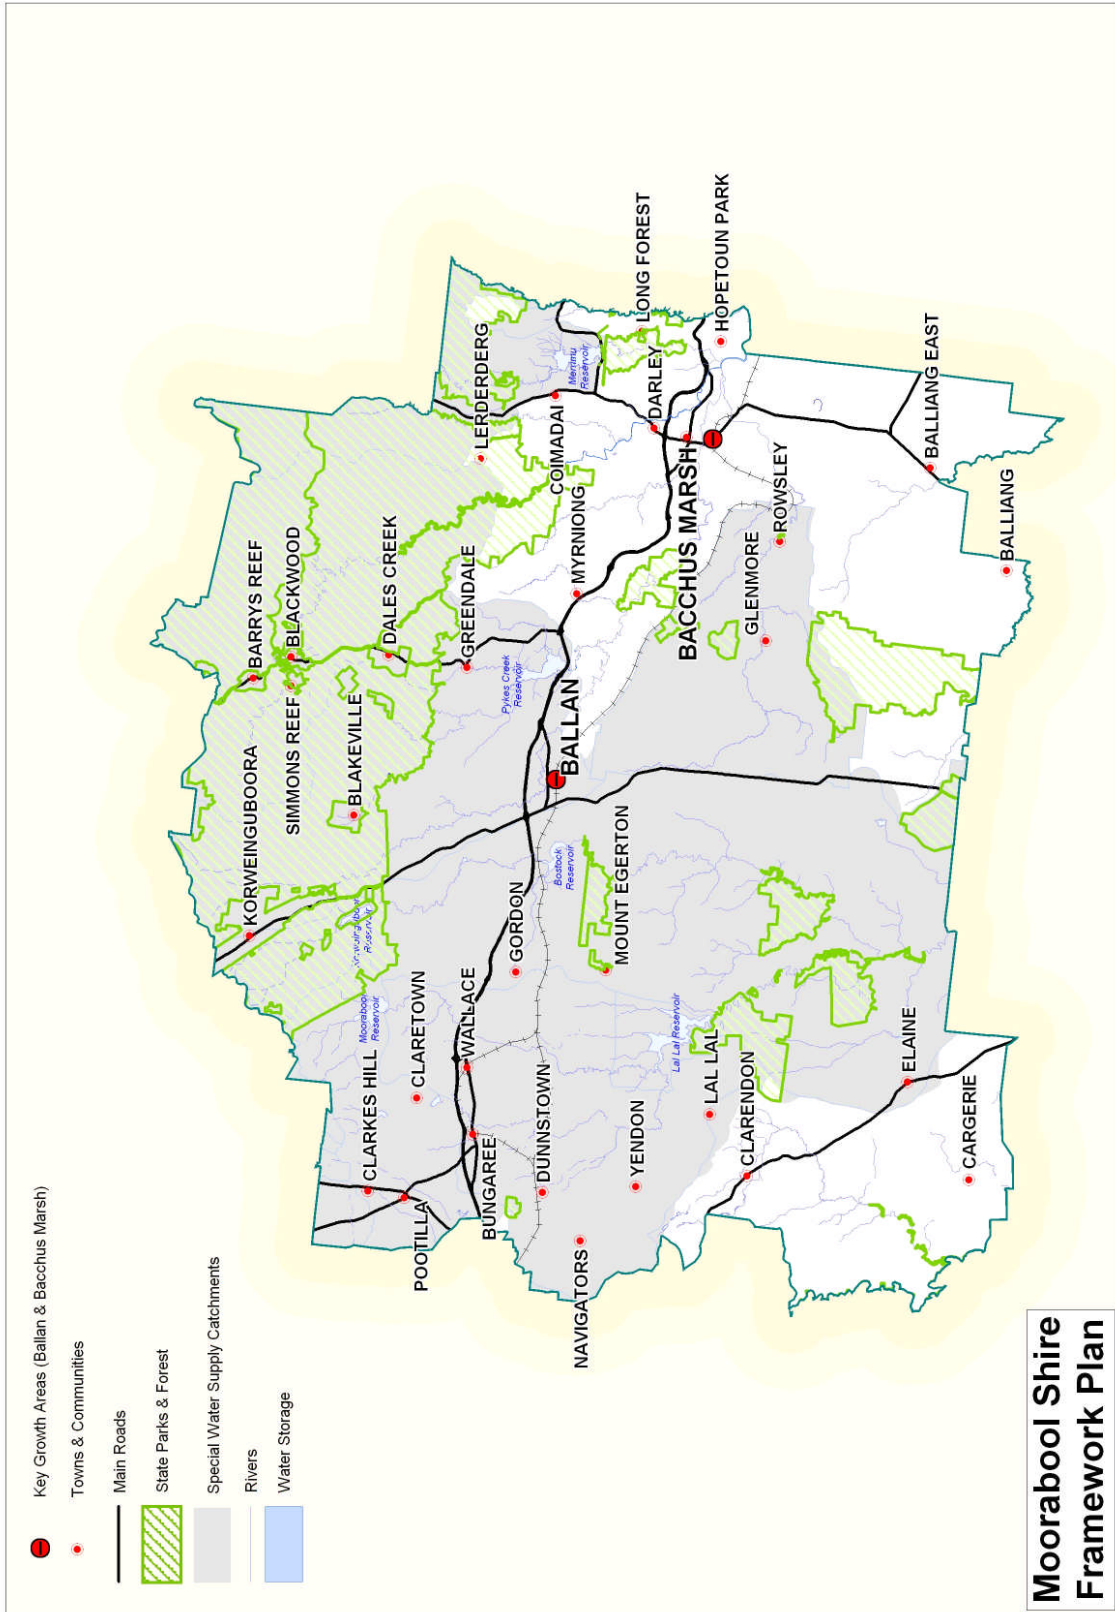 Key Growth Areas (Ballan & Bacchus Marsh)
Towns & Communities
Main Roads
State Parks & Forest
Special Water Supply Catchments
Rivers
Water Storage
KORWEINGUBOORA
BARRYS REEF
SIMMONS REEF
BLACKWOOD
BLAKEVILLE
DALES CREEK
Reservoir
Moorabool
Reservoir
CLARKES HILL
CLARETOWN
POOTILLA
GREENDALE
LERDERDERG
WALLACE
BUNGAREE
GORDON
Pykes Creek
Reservoir
COIMADAI
Merrimu
Reservoir
MYRNIONG
BALLAN
Bostock
Reservoir
DUNNSTOWN
NAVIGATORS
MOUNT EGERTON
YENDON
LONG FOREST
DARLEY
BACCHUS MARSH
HOPETOUN PARK
Lal Lal Reservoir
LAL LAL
CLARENDON
GLENMORE
ROWSLEY
ELAINE
BALLIANG EAST
CARGERIE
BALLIANG
Moorabool Shire
Framework Plan